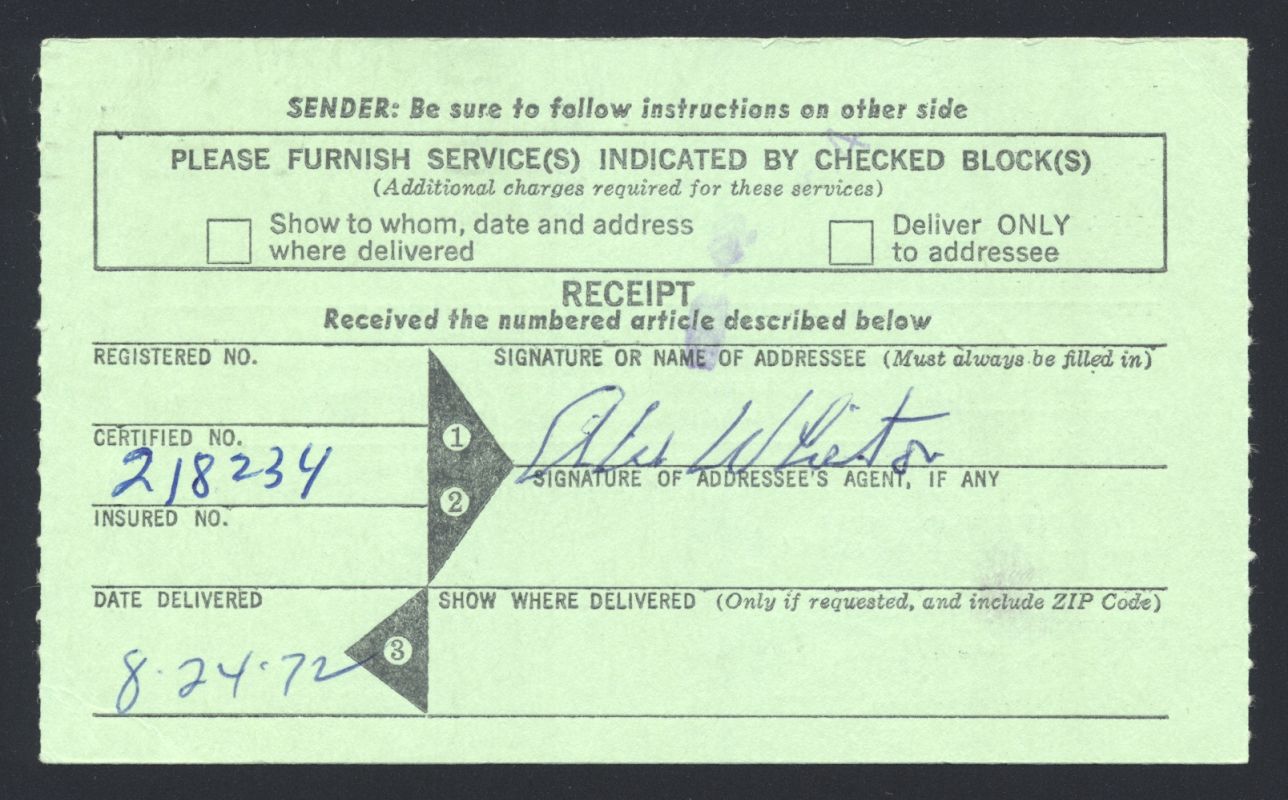 SENDER: Be sure to follow instructions on other side
PLEASE FURNISH SERVICE(S) INDICATED BY CHECKED BLOCK(S)
(Additional charges required for these services)
Show to whom, date and address where delivered
Deliver ONLY to addressee
RECEIPT
Received the numbered article described below
REGISTERED NO.
CERTIFIED NO.
218234
INSURED NO.
1
2
SIGNATURE OR NAME OF ADDRESSEE (Must always be filled in)
SIGNATURE OF ADDRESSEE'S AGENT, IF ANY
DATE DELIVERED
8·24·72
3
SHOW WHERE DELIVERED (Only if requested, and include ZIP Code)